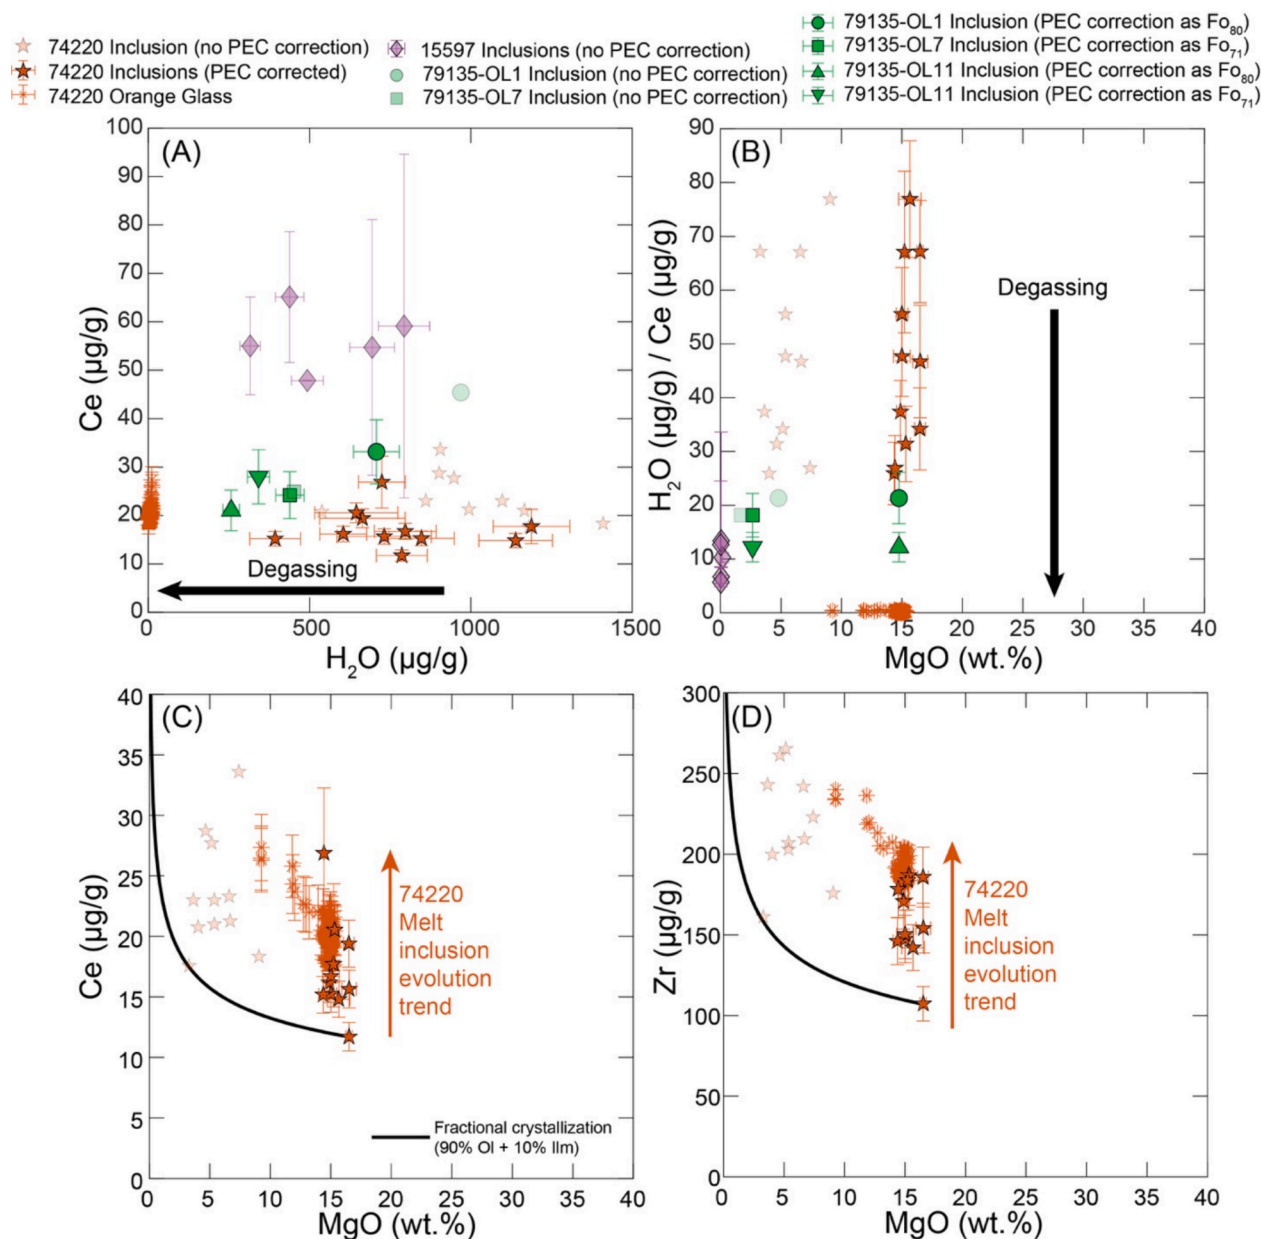 74220 Inclusion (no PEC correction)
74220 Inclusions (PEC corrected)
74220 Orange Glass
15597 Inclusions (no PEC correction)
79135-OL1 Inclusion (no PEC correction)
79135-OL7 Inclusion (no PEC correction)
79135-OL1 Inclusion (PEC correction as Fo80)
79135-OL7 Inclusion (PEC correction as Fo71)
79135-OL11 Inclusion (PEC correction as Fo80)
79135-OL11 Inclusion (PEC correction as Fo71)
(A)
100
90
80
70
60
50
40
30
20
10
0
Ce (µg/g)
Degassing
0 500 1000 1500
H2O (µg/g)
(B)
90
80
70
60
50
40
30
20
10
0
H2O (µg/g) / Ce (µg/g)
Degassing
0 5 10 15 20 25 30 35 40
MgO (wt.%)
(C)
40
35
30
25
20
15
10
5
0
Ce (µg/g)
74220
Melt
inclusion
evolution
trend
Fractional crystallization
(90% Ol + 10% Ilm)
0 5 10 15 20 25 30 35 40
MgO (wt.%)
(D)
300
250
200
150
100
50
0
Zr (µg/g)
74220
Melt
inclusion
evolution
trend
0 5 10 15 20 25 30 35 40
MgO (wt.%)